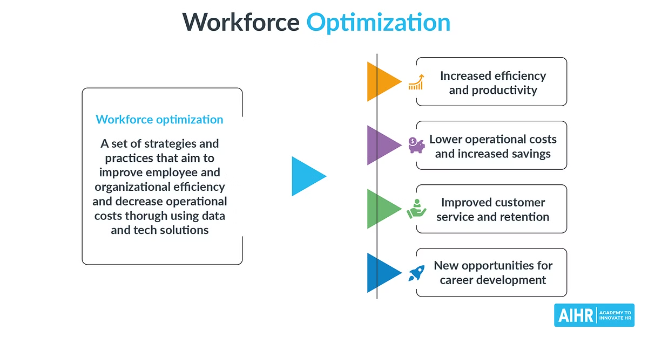 Workforce Optimization
Workforce optimization
A set of strategies and
practices that aim to
improve employee and
organizational efficiency
and decrease operational
costs thorugh using data
and tech solutions
Increased efficiency
and productivity
Lower operational costs
and increased savings
Improved customer
service and retention
New opportunities for
career development
AIHR
ACADEMY TO
INNOVATE HR